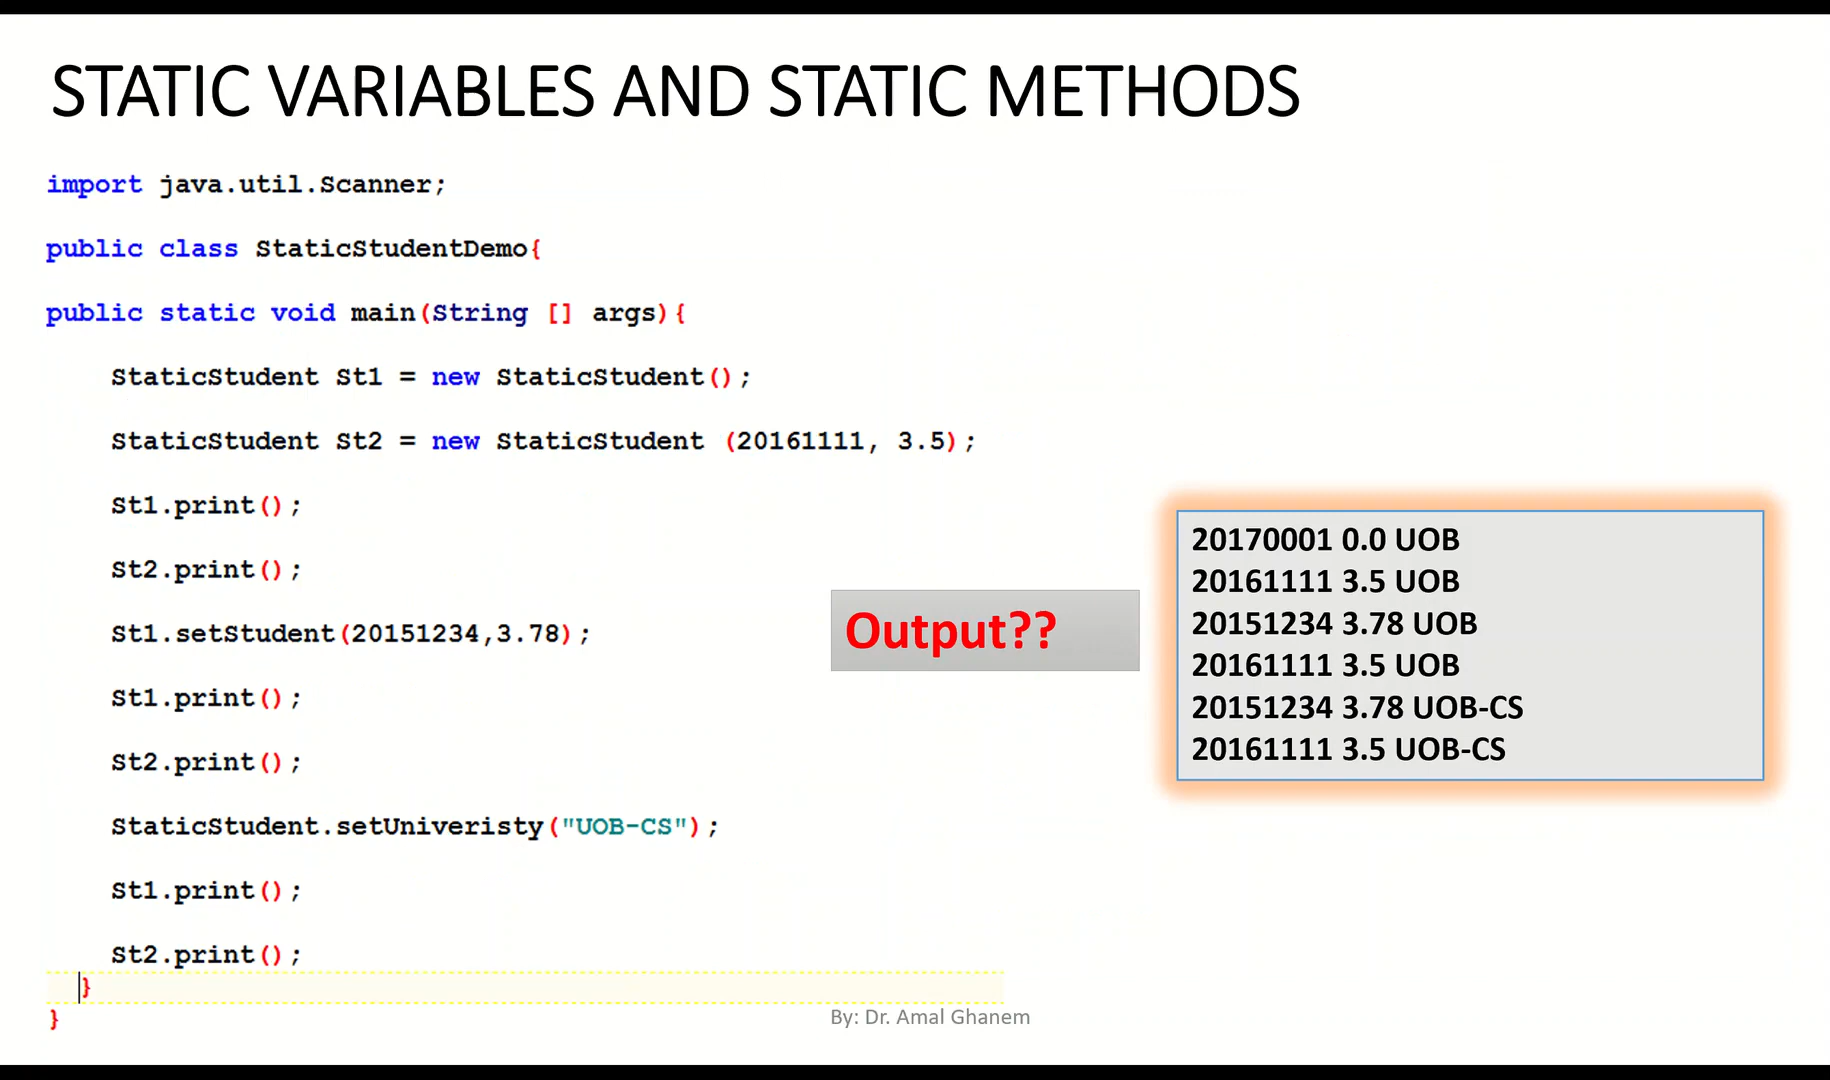 STATIC VARIABLES AND STATIC METHODS
import java.util.Scanner;
public class StaticStudentDemo{
public static void main(String [] args){
StaticStudent St1 = new StaticStudent();
StaticStudent St2 = new StaticStudent (20161111, 3.5);
St1.print();
St2.print();
St1.setStudent(20151234,3.78);
St1.print();
St2.print();
StaticStudent.setUniveristy("UOB-CS");
St1.print();
St2.print();
}
}
Output??
20170001 0.0 UOB
20161111 3.5 UOB
20151234 3.78 UOB
20161111 3.5 UOB
20151234 3.78 UOB-CS
20161111 3.5 UOB-CS
By: Dr. Amal Ghanem